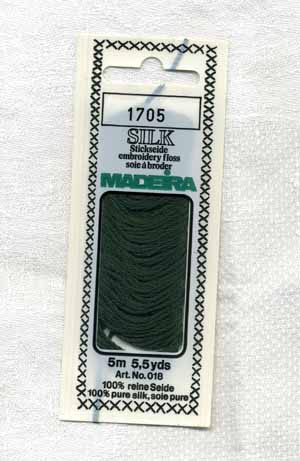 1705
SILK
Stickseide
embroidery floss
soie à broder
MADEIRA
5m 5,5yds
Art. No. 018
100% reine Seide
100% pure silk, soie pure